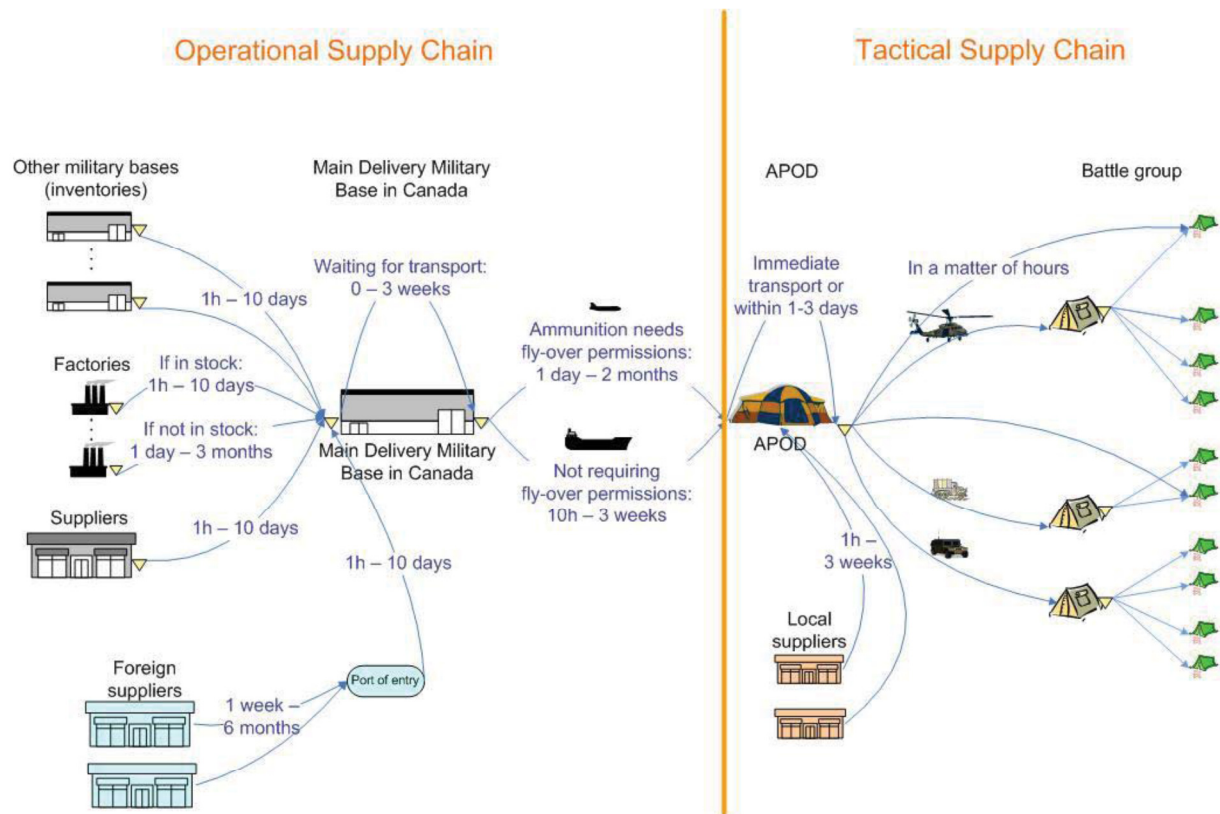 Operational Supply Chain
Tactical Supply Chain
Other military bases
(inventories)
Main Delivery Military
Base in Canada
APOD
Battle group
Waiting for transport:
0 – 3 weeks
1h – 10 days
Immediate
transport or
within 1-3 days
In a matter of hours
Ammunition needs
fly-over permissions:
1 day – 2 months
Factories
If in stock:
1h – 10 days
If not in stock:
1 day – 3 months
Main Delivery Military
Base in Canada
APOD
Not requiring
fly-over permissions:
10h – 3 weeks
Suppliers
1h – 10 days
1h – 10 days
1h –
3 weeks
Local
suppliers
Foreign
suppliers
Port of entry
1 week –
6 months